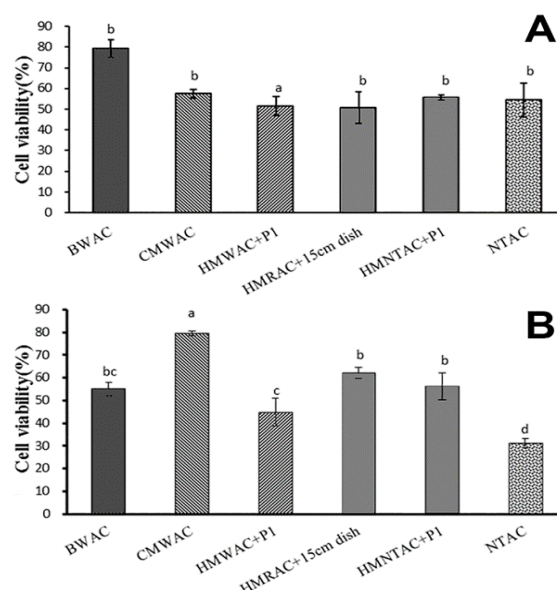 A
Cell viability(%)
90
80
70
60
50
40
30
20
10
0
b
b
a
b
b
b
BWAC
CMWAC
HMWAC+P1
HMRAC+15cm dish
HMNTAC+P1
NTAC
B
Cell viability(%)
90
80
70
60
50
40
30
20
10
0
bc
a
c
b
b
d
BWAC
CMWAC
HMWAC+P1
HMRAC+15cm dish
HMNTAC+P1
NTAC